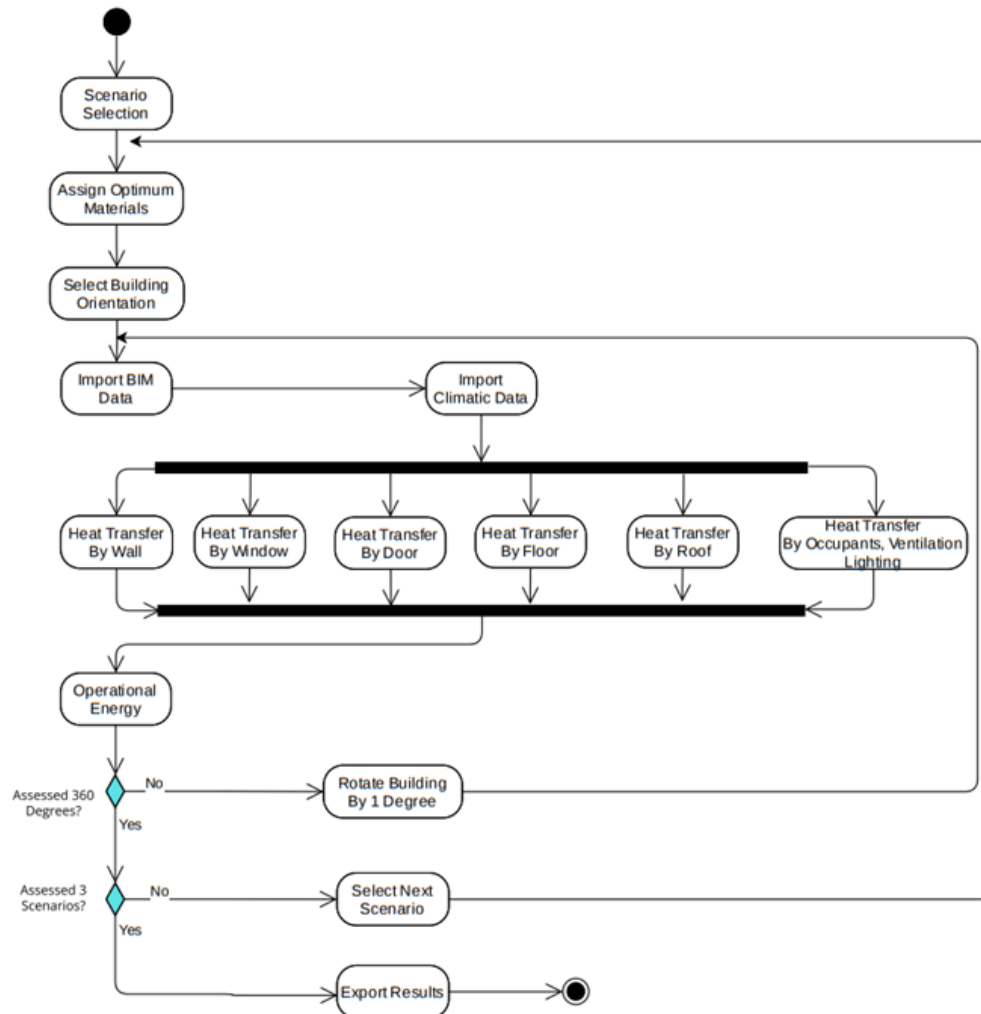 Scenario
Selection
Assign Optimum
Materials
Select Building
Orientation
Import BIM
Data
Import
Climatic Data
Heat Transfer
By Wall
Heat Transfer
By Window
Heat Transfer
By Door
Heat Transfer
By Floor
Heat Transfer
By Roof
Heat Transfer
By Occupants, Ventilation
Lighting
Operational
Energy
Assessed 360
Degrees?
No
Yes
Rotate Building
By 1 Degree
Assessed 3
Scenarios?
No
Yes
Select Next
Scenario
Export Results